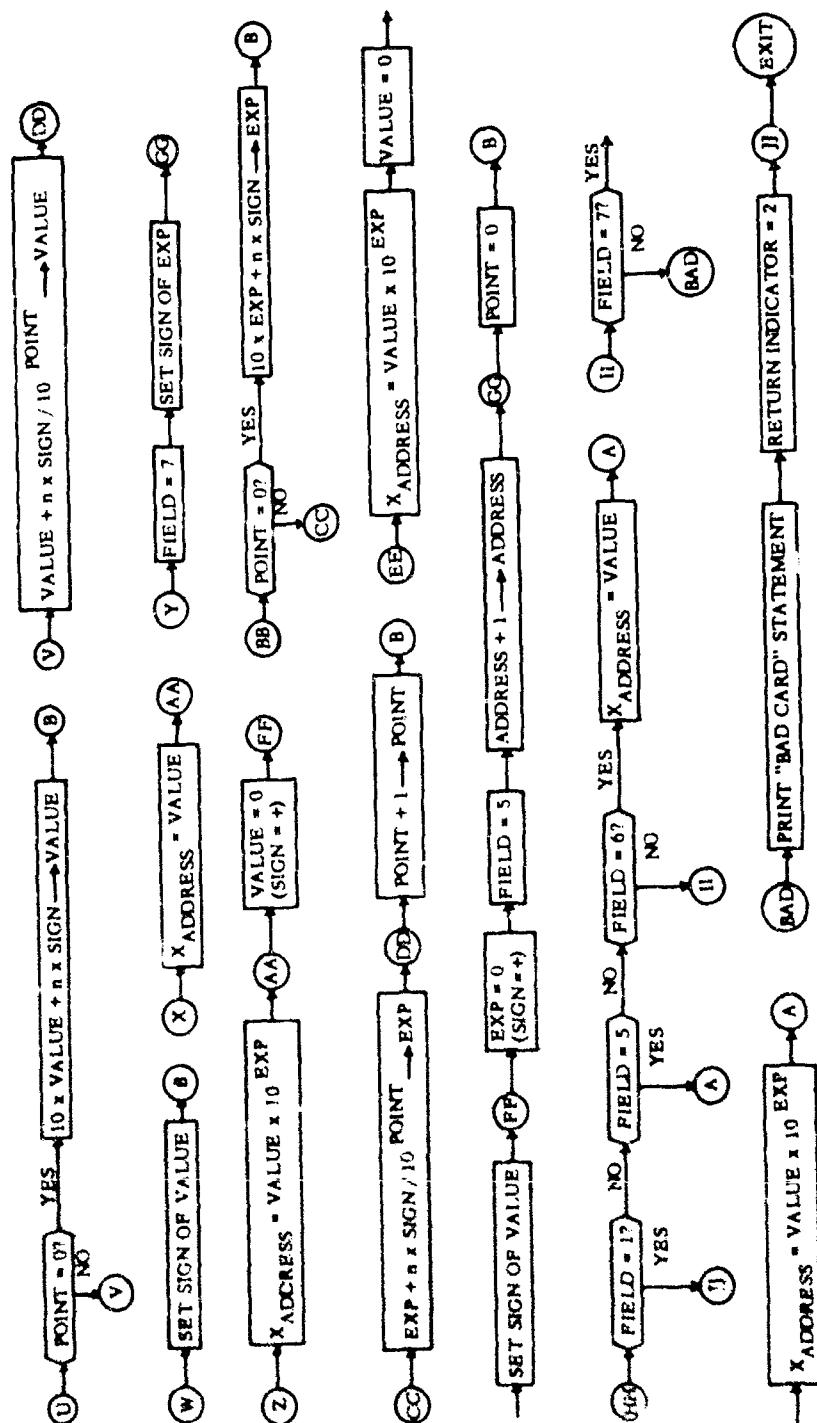 U POINT = 0? YES 10 x VALUE + n x SIGN → VALUE B
NO
V
V VALUE + n x SIGN / 10 POINT → VALUE DD
W SET SIGN OF VALUE B
X X ADDRESS = VALUE AA
Y FIELD = 7 SET SIGN OF EXP GG
Z X ADDRESS = VALUE x 10 EXP AA VALUE = 0 FF
(SIGN = +)
BB POINT = 0? YES 10 x EXP + n x SIGN → EXP B
NO
CC
CC EXP + n x SIGN / 10 POINT → EXP DD POINT + 1 → POINT B
EE X ADDRESS = VALUE x 10 EXP VALUE = 0
SET SIGN OF VALUE FF EXP = 0 FIELD = 5 ADDRESS + 1 → ADDRESS GG POINT = 0 B
(SIGN = +)
HH FIELD = 1? NO FIELD = 5 NO FIELD = 6? YES X ADDRESS = VALUE A
YES YES NO
JJ A II
II FIELD = 7? YES
NO
BAD
X ADDRESS = VALUE x 10 EXP A
BAD PRINT "BAD CARD" STATEMENT RETURN INDICATOR = 2 JJ EXIT